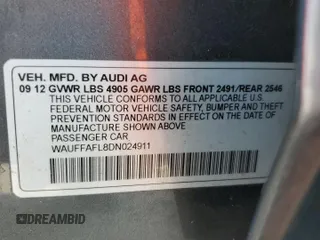 VEH. MFD. BY AUDI AG
09 12 GVWR LBS 4905 GAWR LBS FRONT 2491/REAR 2546
THIS VEHICLE CONFORMS TO ALL APPLICABLE U.S.
FEDERAL MOTOR VEHICLE SAFETY, BUMPER AND THEFT
PREVENTION STANDARDS IN EFFECT ON THE DATE OF
MANUFACTURE SHOWN ABOVE
PASSENGER CAR
WAUFFAFL8DN024911
DREAMBID